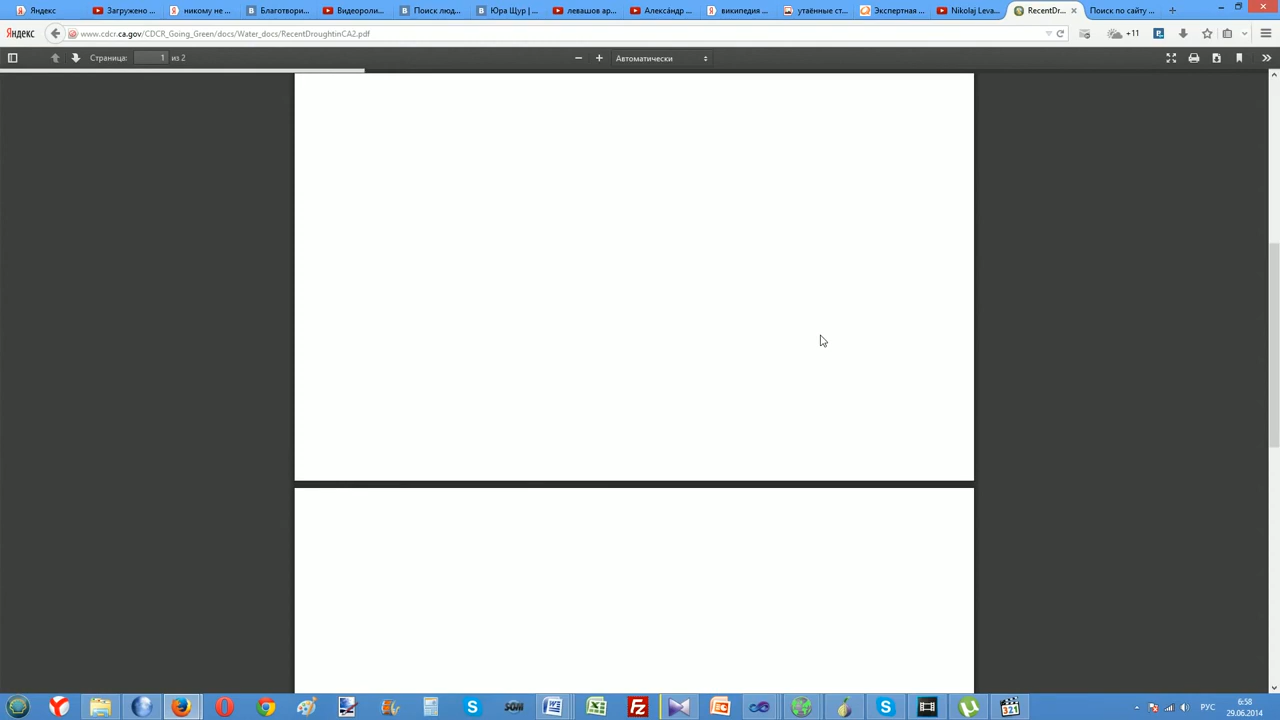 Яндекс Загружено ... никому не ... Благотвори... Видеороли... Поиск люд... Юра Щур | ... левашов ар... Алекса́ндр ... википедия ... утаённые ст... Экспертная ... Nikolaj Leva... RecentDr... Поиск по сайту ...
Яндекс www.cdcr.ca.gov/CDCR_Going_Green/docs/Water_docs/RecentDroughtinCA2.pdf +11
Страница: 1 из 2 Автоматически
РУС 6:58
29.06.2014